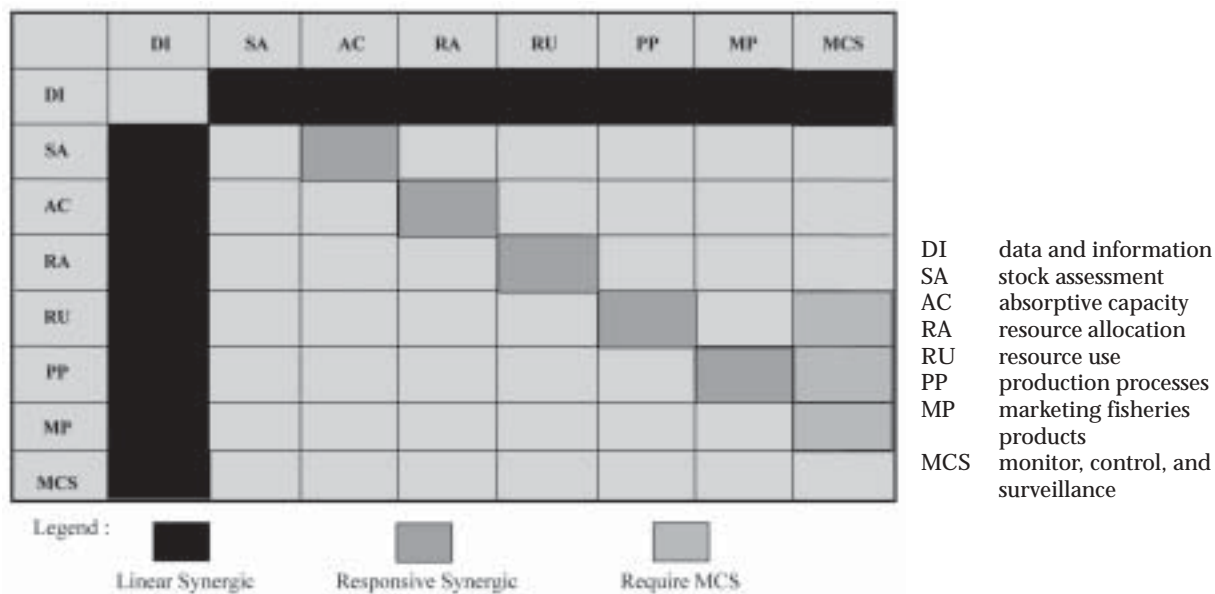 DI SA AC RA RU PP MP MCS
DI
SA
AC
RA
RU
PP
MP
MCS
Legend :
Linear Synergic Responsive Synergic Require MCS
DI data and information
SA stock assessment
AC absorptive capacity
RA resource allocation
RU resource use
PP production processes
MP marketing fisheries
products
MCS monitor, control, and
surveillance